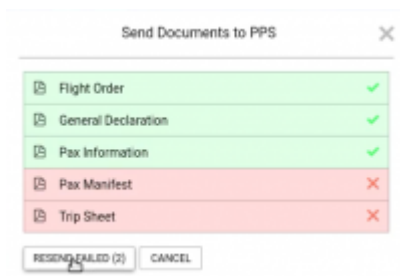 Send Documents to PPS
Flight Order
General Declaration
Pax Information
Pax Manifest
Trip Sheet
RESEND FAILED (2) CANCEL